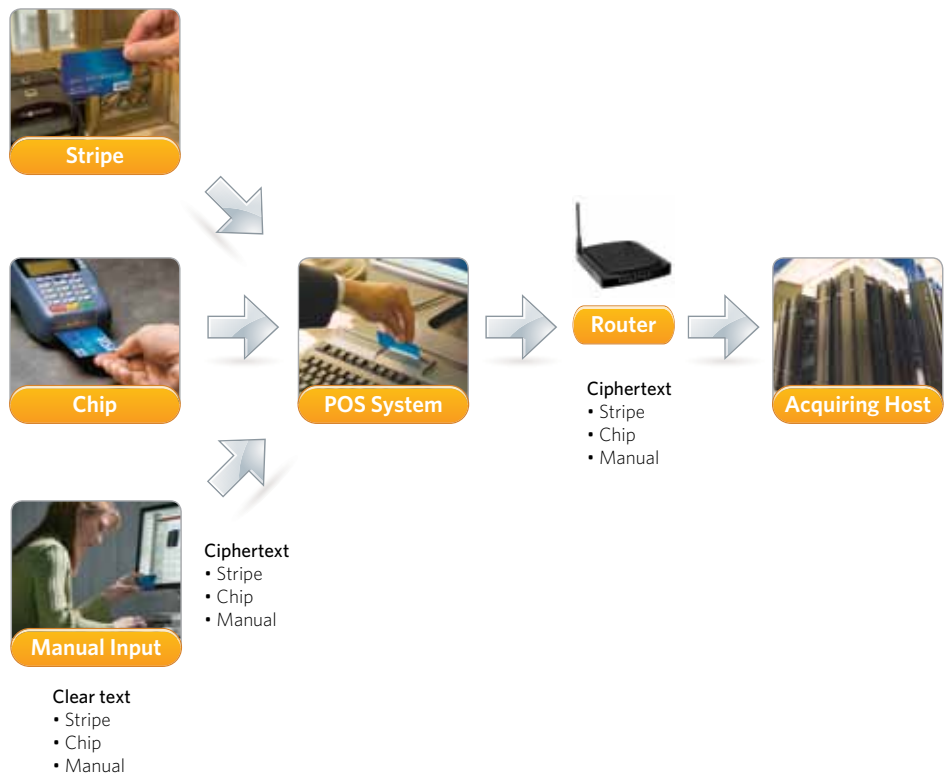 Stripe
Chip
POS System
Router
Acquiring Host
Ciphertext
• Stripe
• Chip
• Manual
Manual Input
Ciphertext
• Stripe
• Chip
• Manual
Clear text
• Stripe
• Chip
• Manual